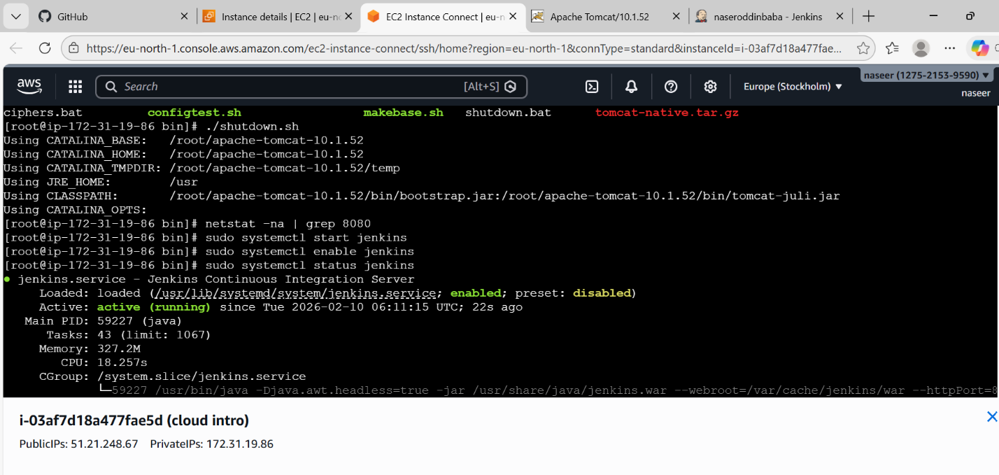 GitHub
Instance details | EC2 | eu-no
EC2 Instance Connect | eu-n
Apache Tomcat/10.1.52
naseroddinbaba - Jenkins
https://eu-north-1.console.aws.amazon.com/ec2-instance-connect/ssh/home?region=eu-north-1&connType=standard&instanceId=i-03af7d18a477fae...
aws
Search
[Alt+S]
Europe (Stockholm)
naseer (1275-2153-9590)
naseer
ciphers.bat configtest.sh makebase.sh shutdown.bat tomcat-native.tar.gz
[root@ip-172-31-19-86 bin]# ./shutdown.sh
Using CATALINA_BASE: /root/apache-tomcat-10.1.52
Using CATALINA_HOME: /root/apache-tomcat-10.1.52
Using CATALINA_TMPDIR: /root/apache-tomcat-10.1.52/temp
Using JRE_HOME: /usr
Using CLASSPATH: /root/apache-tomcat-10.1.52/bin/bootstrap.jar:/root/apache-tomcat-10.1.52/bin/tomcat-juli.jar
Using CATALINA_OPTS:
[root@ip-172-31-19-86 bin]# netstat -na | grep 8080
[root@ip-172-31-19-86 bin]# sudo systemctl start jenkins
[root@ip-172-31-19-86 bin]# sudo systemctl enable jenkins
[root@ip-172-31-19-86 bin]# sudo systemctl status jenkins
● jenkins.service - Jenkins Continuous Integration Server
Loaded: loaded (/usr/lib/systemd/system/jenkins.service; enabled; preset: disabled)
Active: active (running) since Tue 2026-02-10 06:11:15 UTC; 22s ago
Main PID: 59227 (java)
Tasks: 43 (limit: 1067)
Memory: 327.2M
CPU: 18.257s
CGroup: /system.slice/jenkins.service
└─59227 /usr/bin/java -Djava.awt.headless=true -jar /usr/share/java/jenkins.war --webroot=/var/cache/jenkins/war --httpPort=8
i-03af7d18a477fae5d (cloud intro)
PublicIPs: 51.21.248.67 PrivateIPs: 172.31.19.86